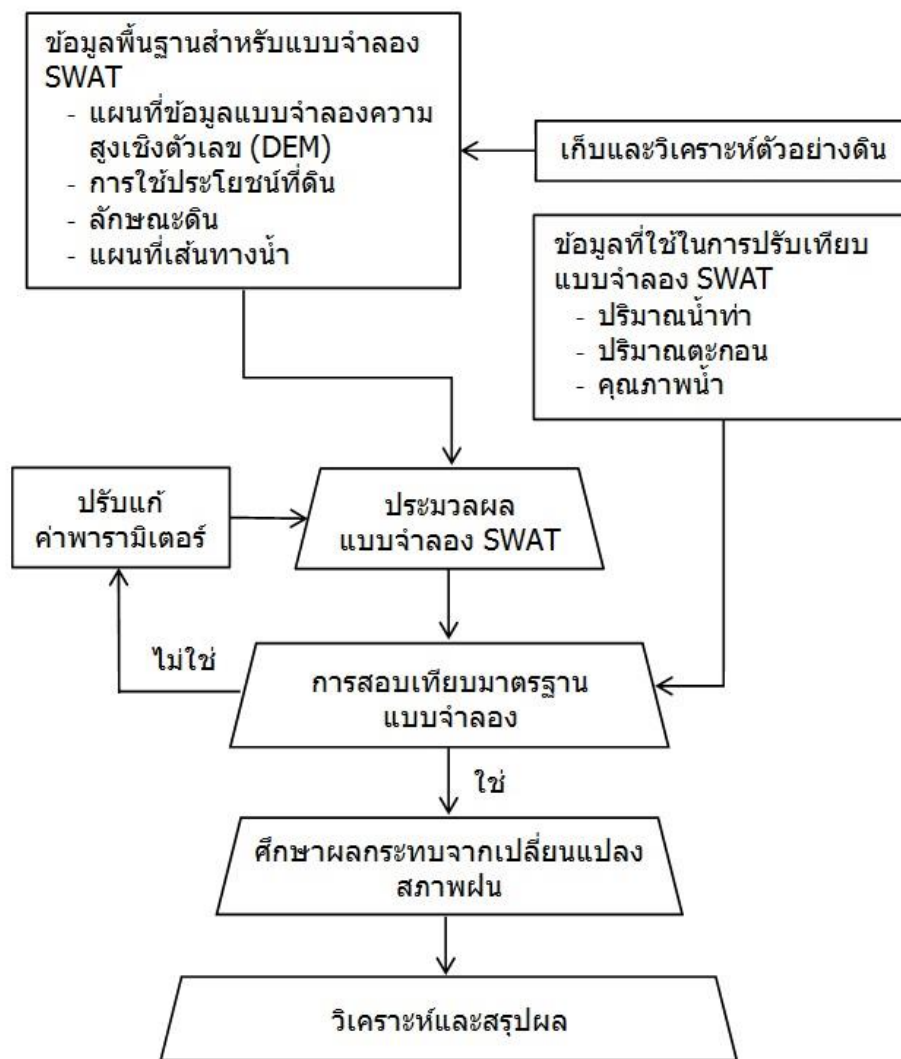 ข้อมูลพื้นฐานสำหรับแบบจำลอง
SWAT
- แผนที่ข้อมูลแบบจำลองความ
สูงเชิงตัวเลข (DEM)
- การใช้ประโยชน์ที่ดิน
- ลักษณะดิน
- แผนที่เส้นทางน้ำ
เก็บและวิเคราะห์ตัวอย่างดิน
ข้อมูลที่ใช้ในการปรับเทียบ
แบบจำลอง SWAT
- ปริมาณน้ำท่า
- ปริมาณตะกอน
- คุณภาพน้ำ
ปรับแก้
ค่าพารามิเตอร์
ประมวลผล
แบบจำลอง SWAT
ไม่ใช่
การสอบเทียบมาตรฐาน
แบบจำลอง
ใช่
ศึกษาผลกระทบจากเปลี่ยนแปลง
สภาพฝน
วิเคราะห์และสรุปผล